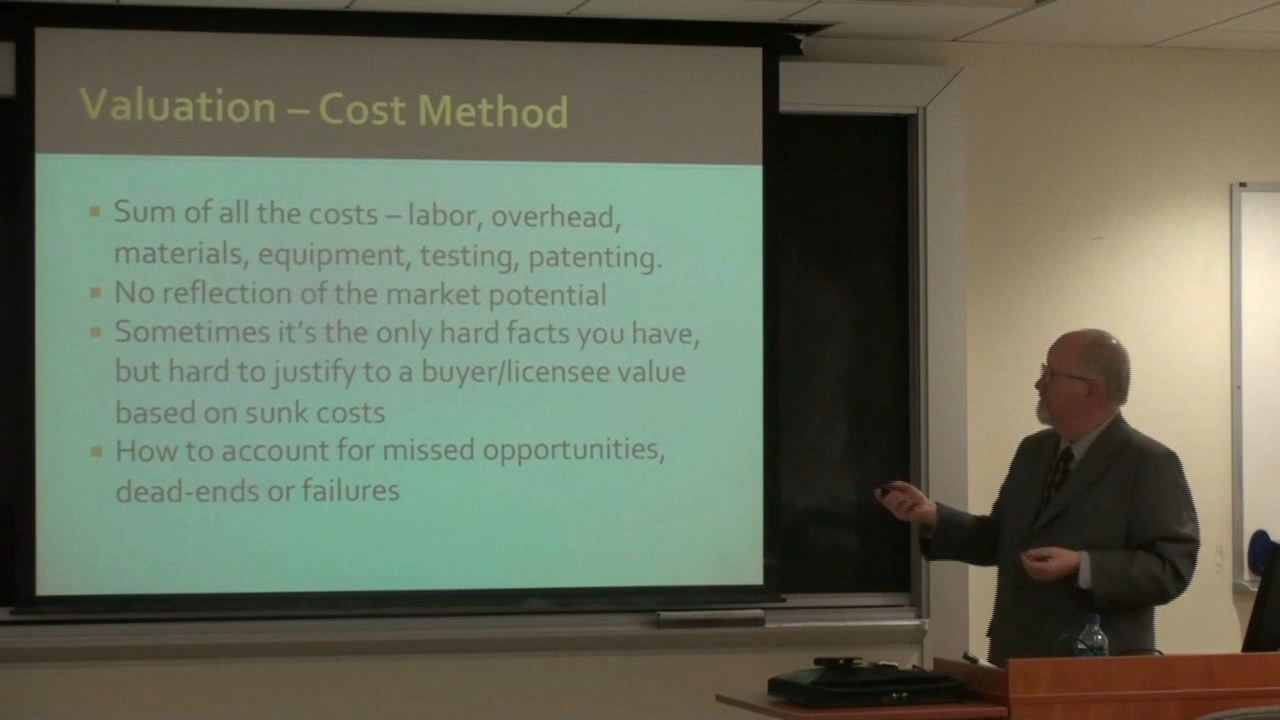 Valuation – Cost Method
▪ Sum of all the costs – labor, overhead,
materials, equipment, testing, patenting.
▪ No reflection of the market potential
▪ Sometimes it's the only hard facts you have,
but hard to justify to a buyer/licensee value
based on sunk costs
▪ How to account for missed opportunities,
dead-ends or failures